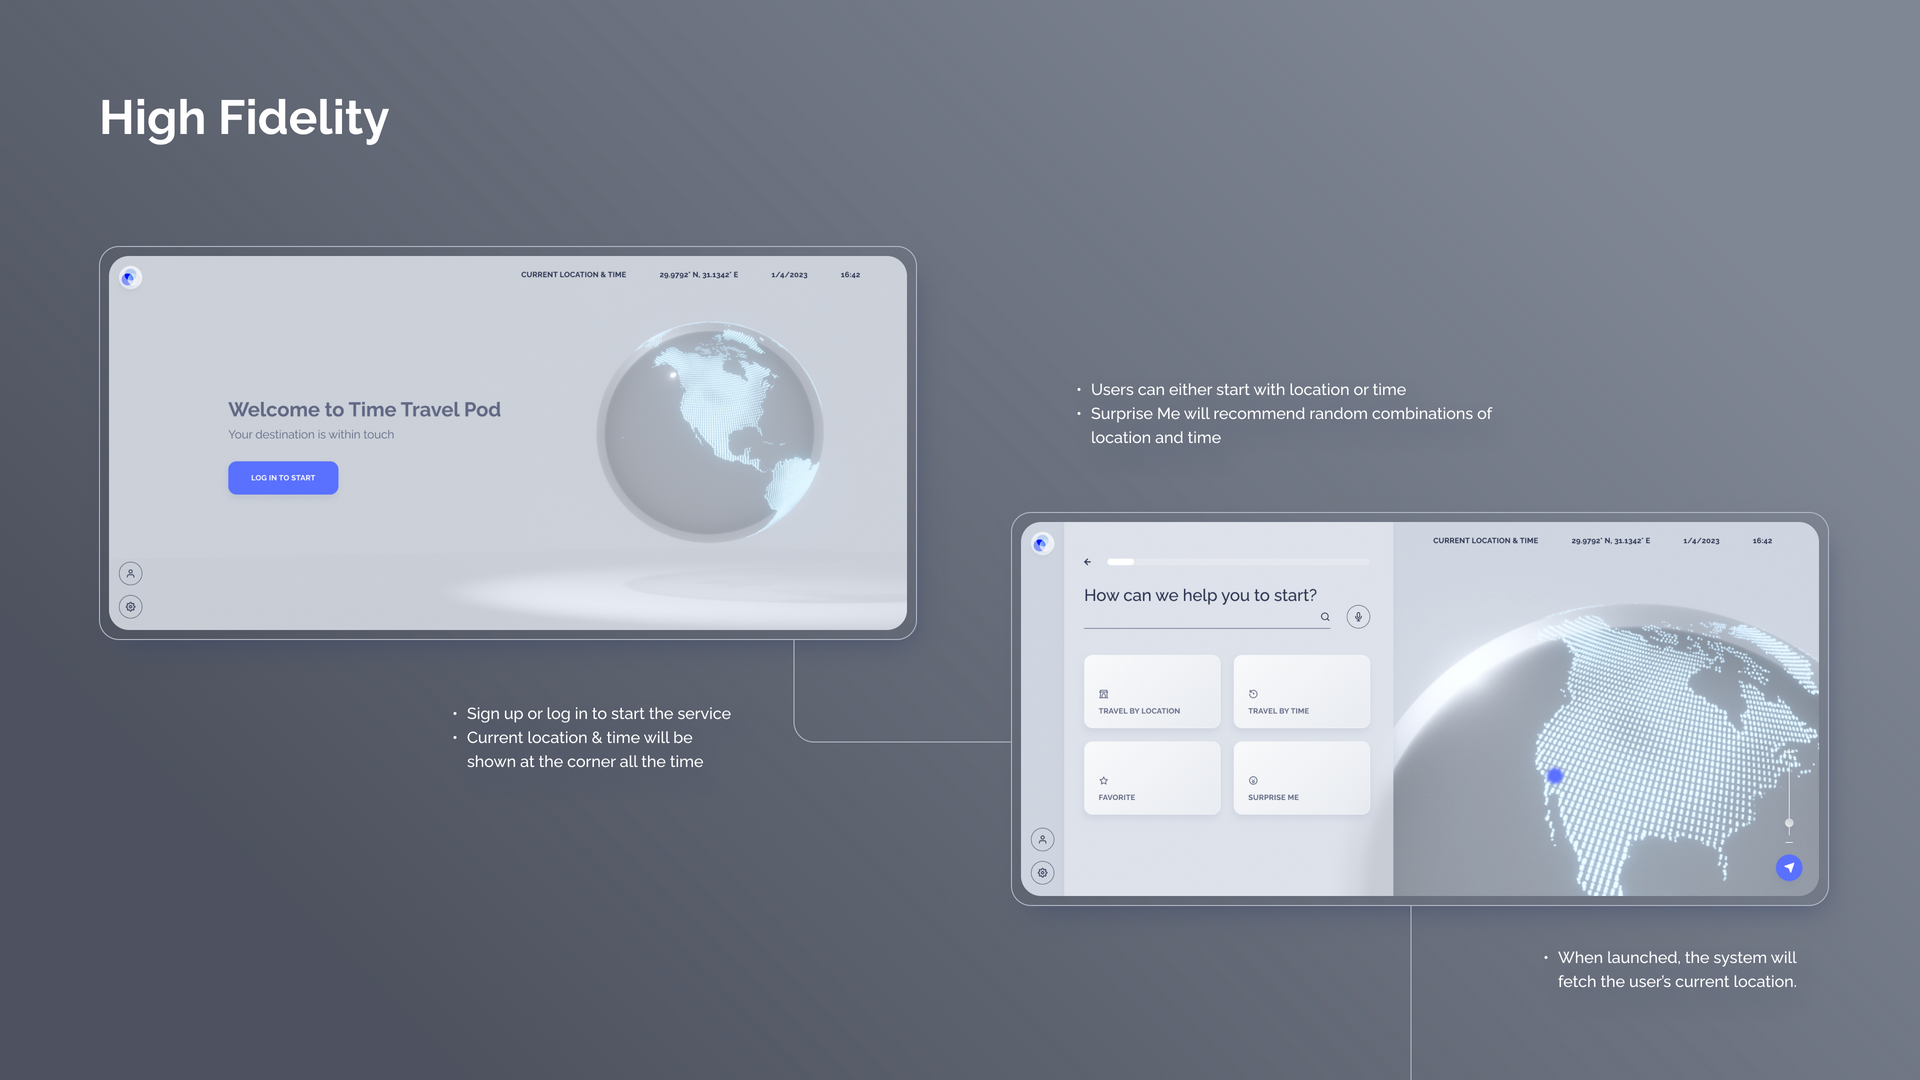 High Fidelity
CURRENT LOCATION & TIME 29.9792° N, 31.1342° E 1/4/2023 16:42
Welcome to Time Travel Pod
Your destination is within touch
LOG IN TO START
• Sign up or log in to start the service
• Current location & time will be
shown at the corner all the time
• Users can either start with location or time
• Surprise Me will recommend random combinations of
location and time
CURRENT LOCATION & TIME 29.9792° N, 31.1342° E 1/4/2023 16:42
How can we help you to start?
TRAVEL BY LOCATION
TRAVEL BY TIME
FAVORITE
SURPRISE ME
• When launched, the system will
fetch the user's current location.